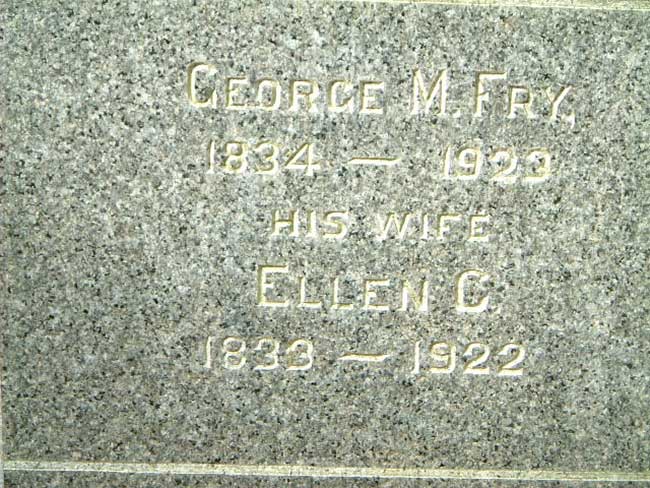 GEORGE M. FRY,
1834 — 1923
HIS WIFE
ELLEN C.
1833 — 1922